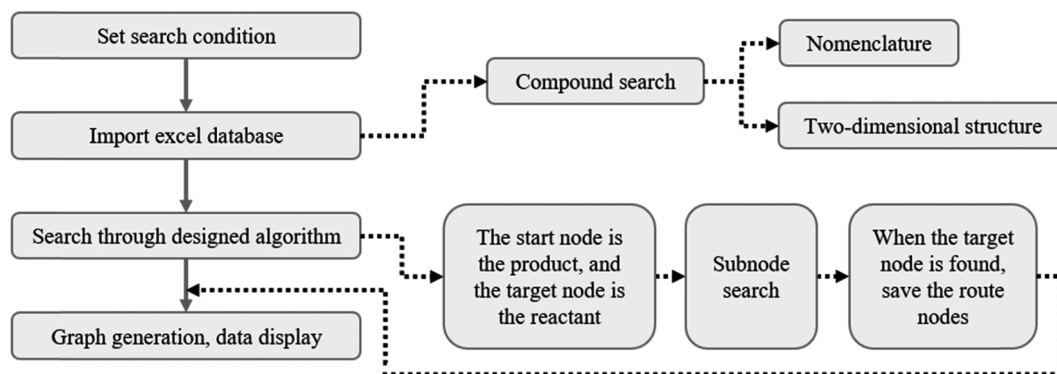 Set search condition
Import excel database
Search through designed algorithm
Graph generation, data display
Compound search
Nomenclature
Two-dimensional structure
The start node is
the product, and
the target node is
the reactant
Subnode
search
When the target
node is found,
save the route
nodes